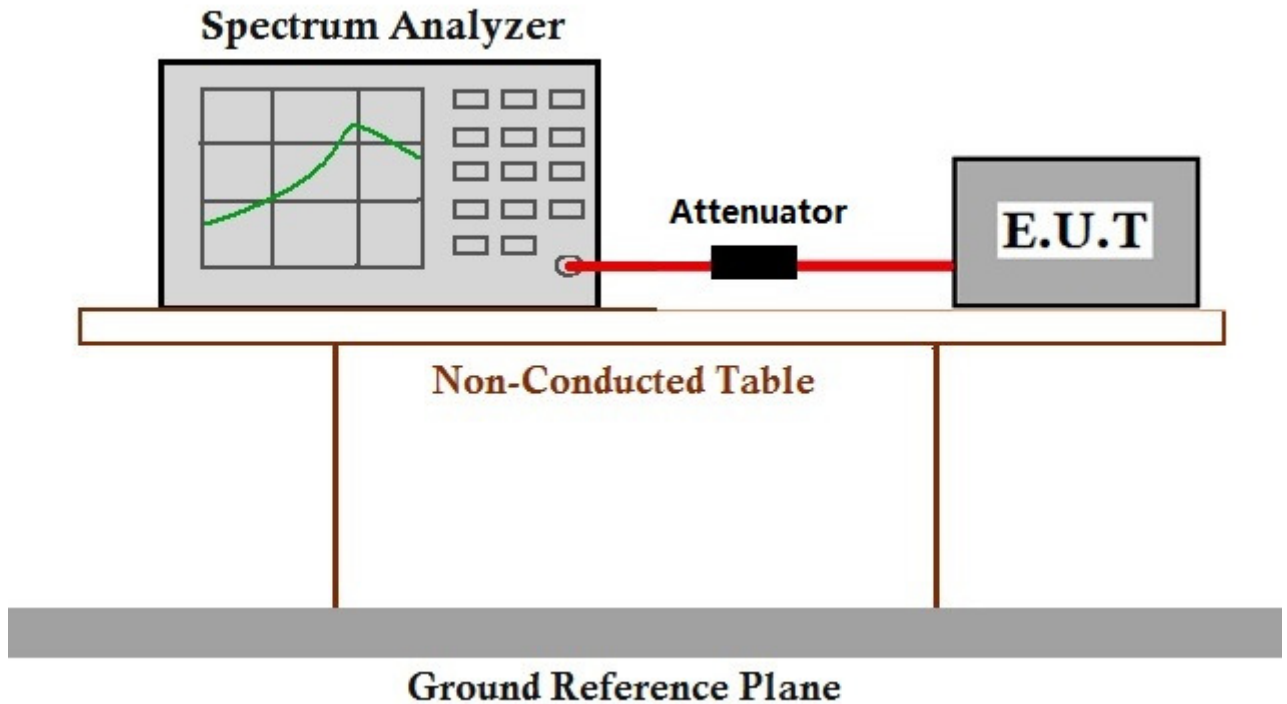 Spectrum Analyzer
Attenuator
E.U.T
Non-Conducted Table
Ground Reference Plane